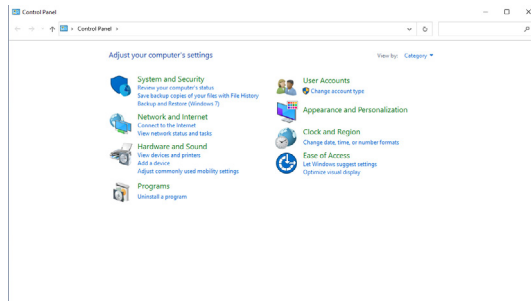 Control Panel
Control Panel
Adjust your computer's settings
View by: Category
System and Security
Review your computer's status
Save backup copies of your files with File History
Backup and Restore (Windows 7)
Network and Internet
Connect to the Internet
View network status and tasks
Hardware and Sound
View devices and printers
Add a device
Adjust commonly used mobility settings
Programs
Uninstall a program
User Accounts
Change account type
Appearance and Personalization
Clock and Region
Change date, time, or number formats
Ease of Access
Let Windows suggest settings
Optimize visual display